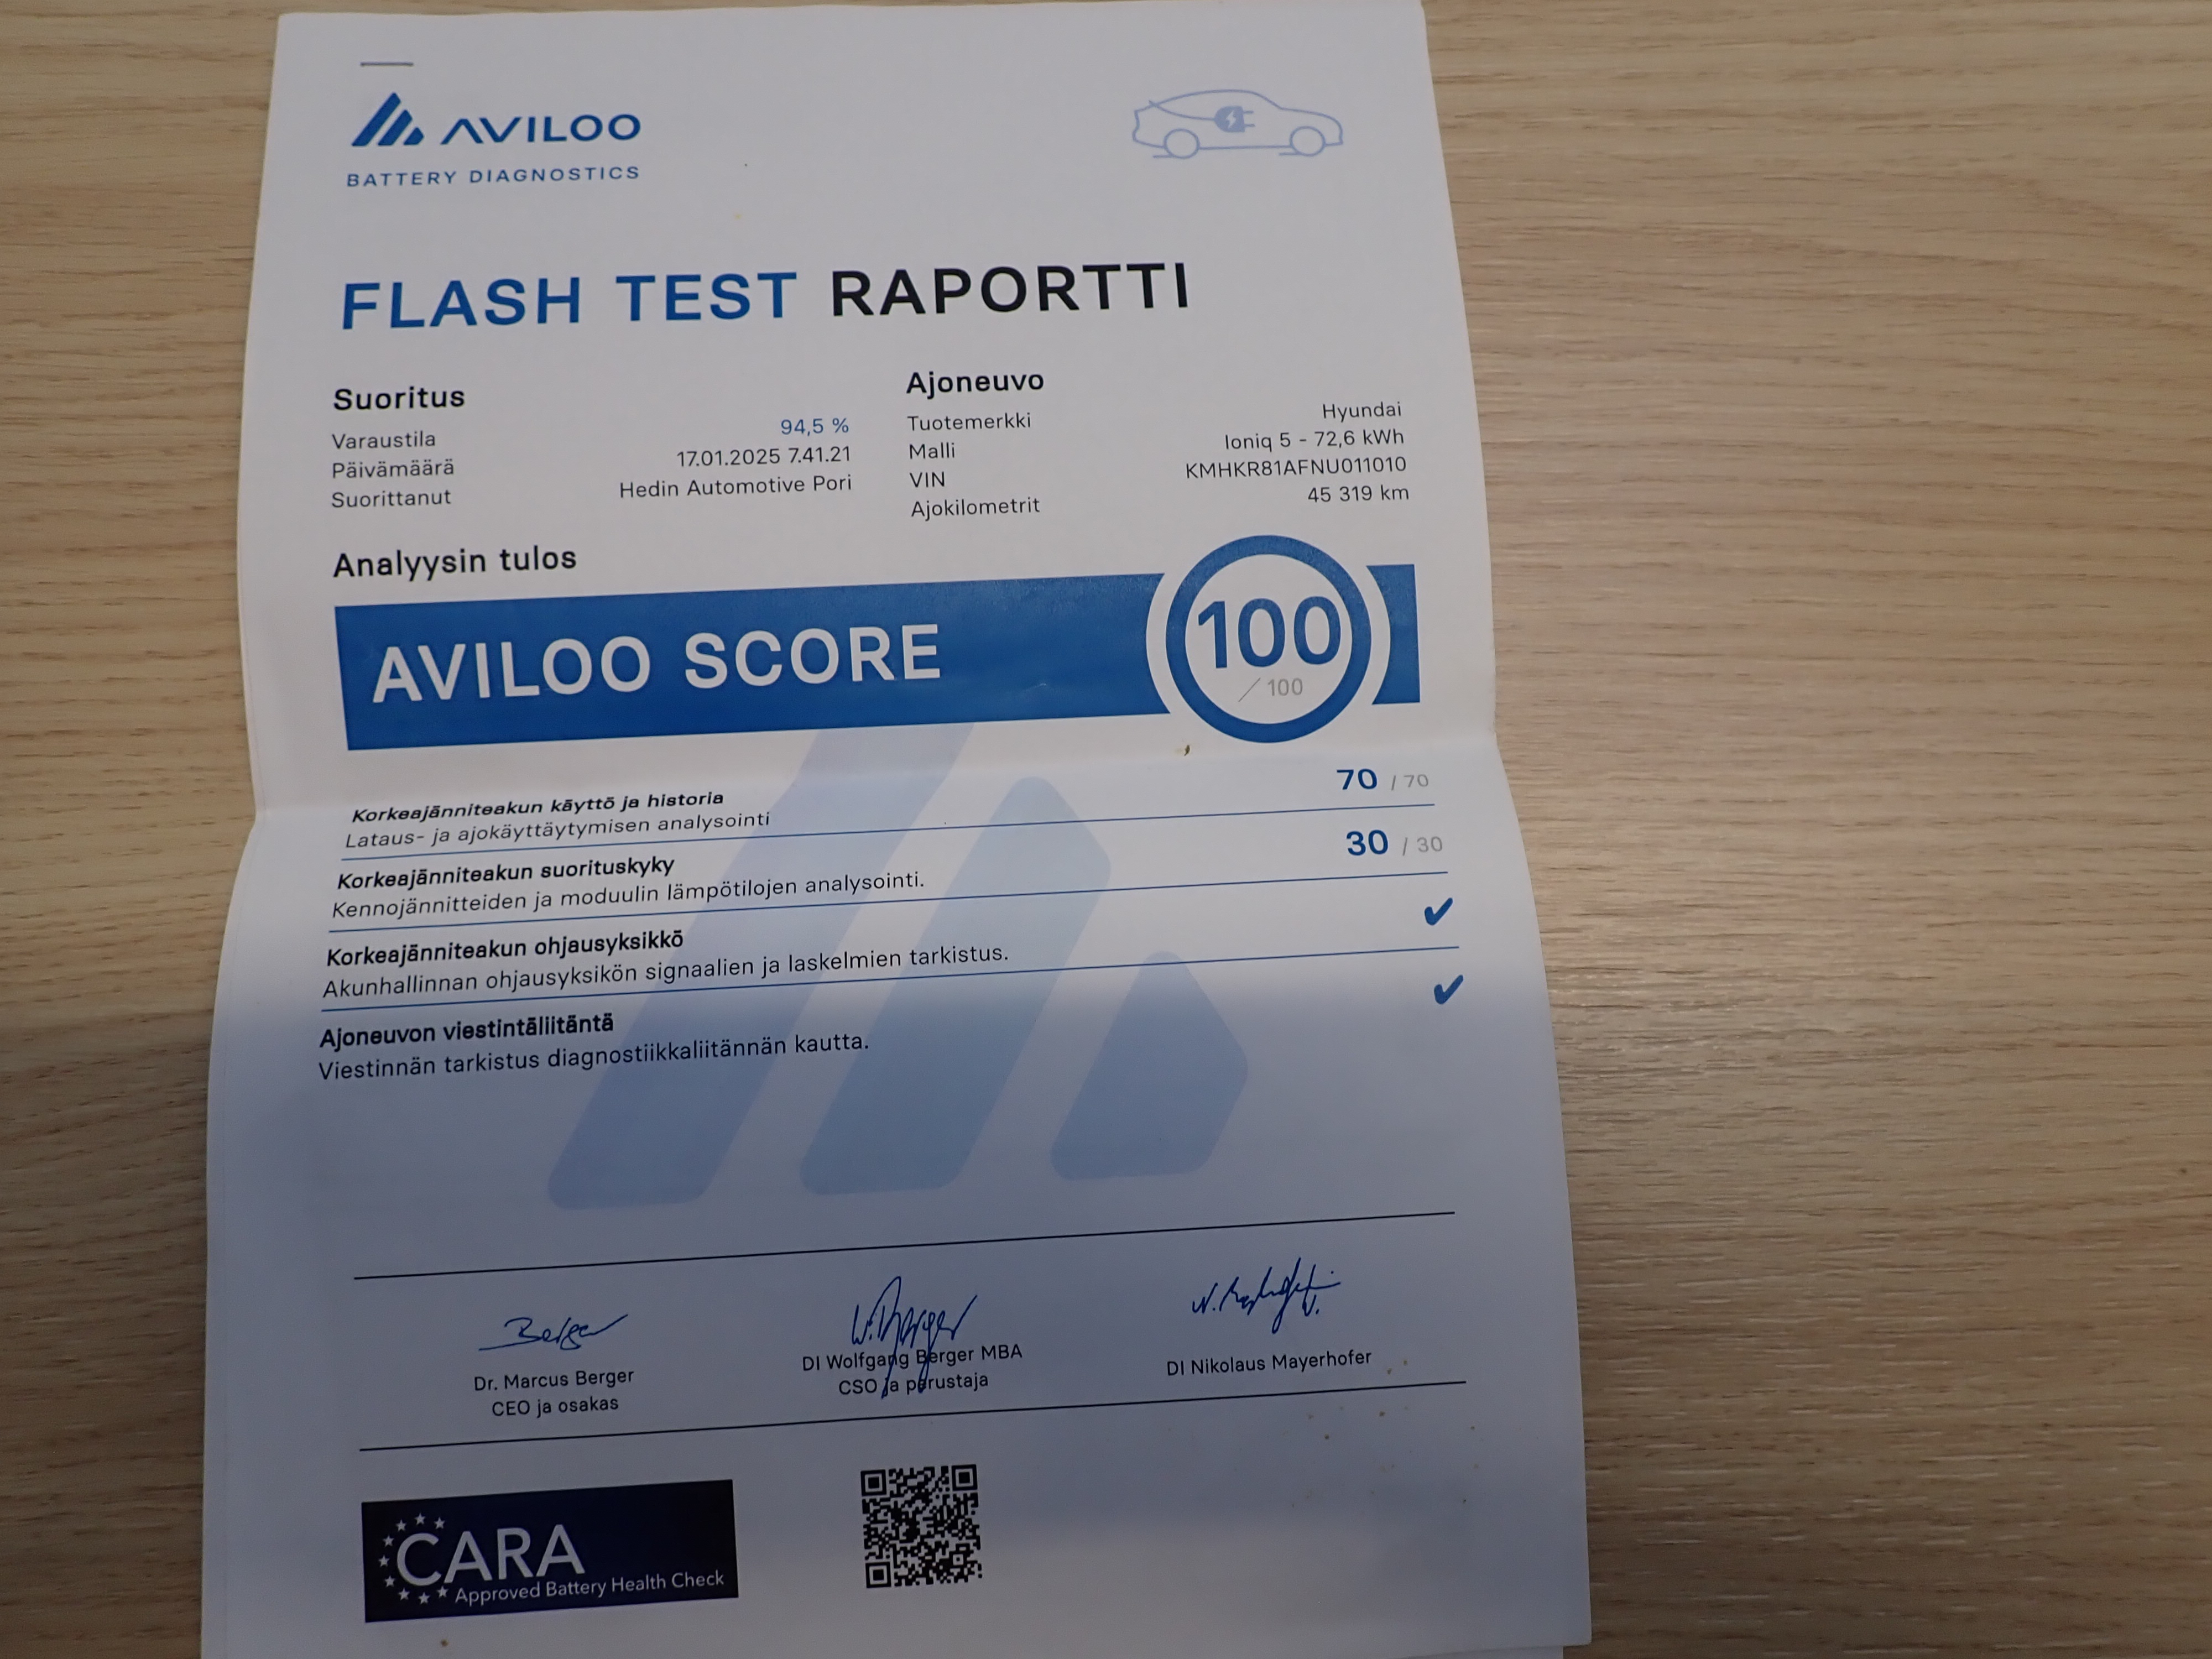 AVILOO
BATTERY DIAGNOSTICS
FLASH TEST RAPORTTI
Suoritus
Varaustila 94,5 %
Päivämäärä 17.01.2025 7.41.21
Suorittanut Hedin Automotive Pori
Ajoneuvo
Tuotemerkki Hyundai
Malli Ioniq 5 - 72,6 kWh
VIN KMHKR81AFNU011010
Ajokilometrit 45 319 km
Analyysin tulos
AVILOO SCORE 100 / 100
Korkeajänniteakun käyttö ja historia 70 / 70
Lataus- ja ajokäyttäytymisen analysointi
Korkeajänniteakun suorituskyky 30 / 30
Kennojännitteiden ja moduulin lämpötilojen analysointi.
Korkeajänniteakun ohjausyksikkö ✔
Akunhallinnan ohjausyksikön signaalien ja laskelmien tarkistus.
Ajoneuvon viestintäliitäntä ✔
Viestinnän tarkistus diagnostiikkaliitännän kautta.
Berger
W. Berger
Dr. Marcus Berger
CEO ja osakas
DI Wolfgang Berger MBA
CSO ja perustaja
DI Nikolaus Mayerhofer
CARA
Approved Battery Health Check